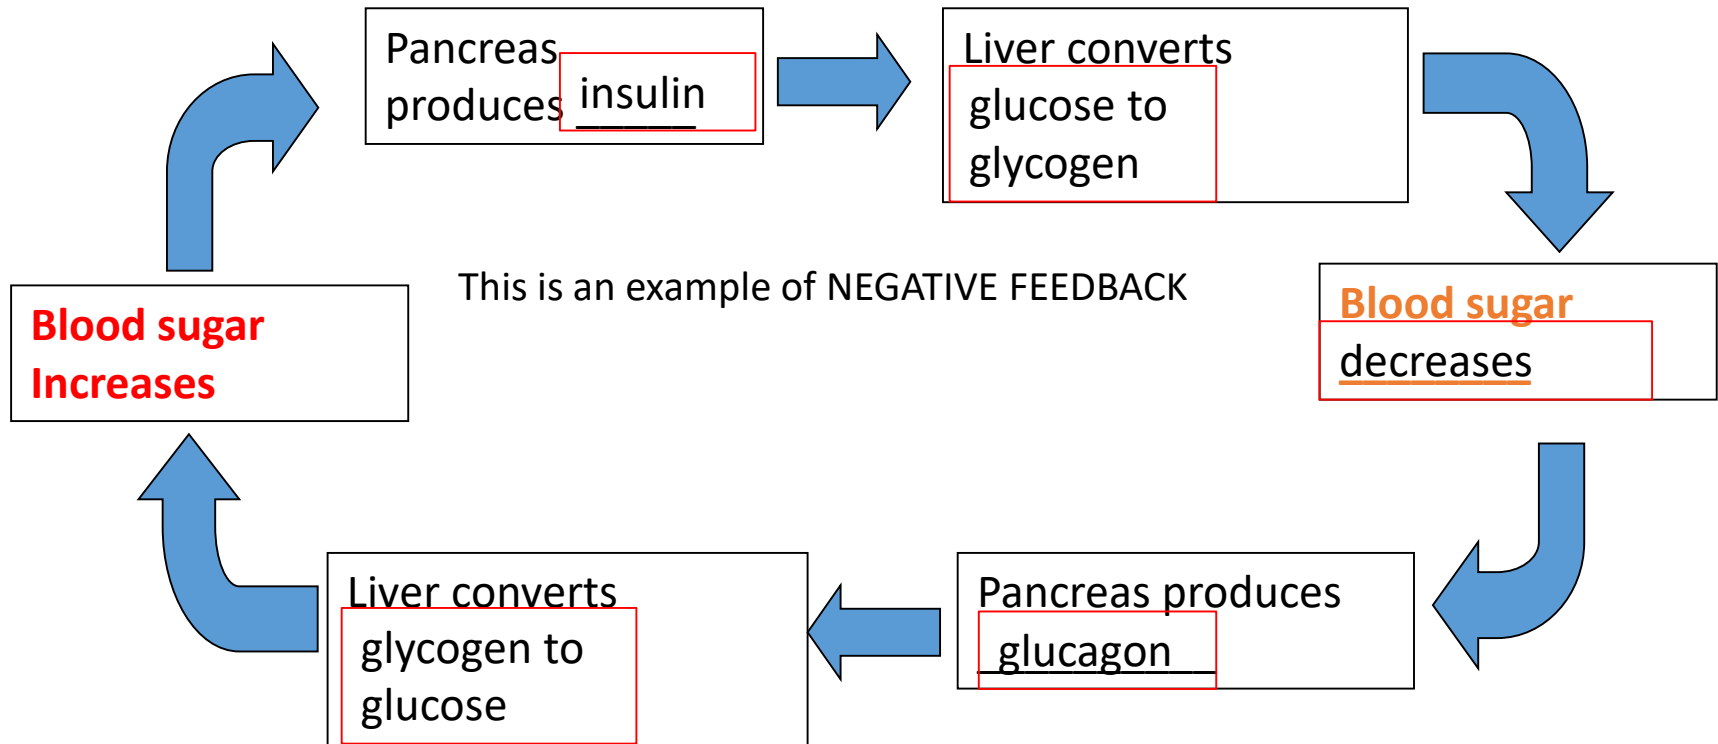 Pancreas
produces insulin
Liver converts
glucose to
glycogen
This is an example of NEGATIVE FEEDBACK
Blood sugar
Increases
Blood sugar
decreases
Liver converts
glycogen to
glucose
Pancreas produces
glucagon